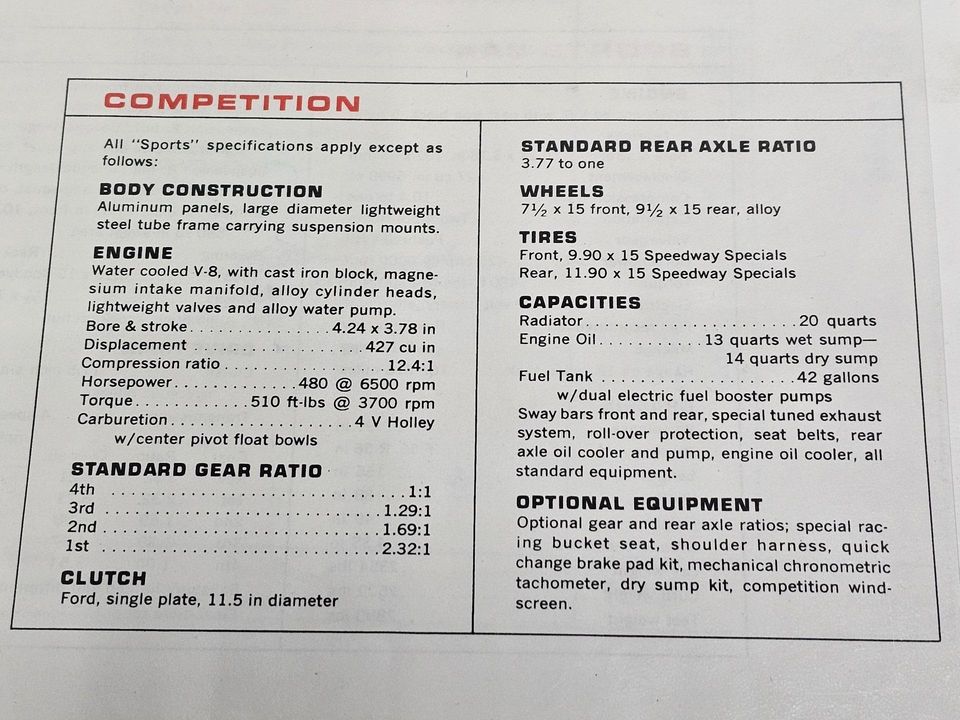 COMPETITION
All "Sports" specifications apply except as
follows:
BODY CONSTRUCTION
Aluminum panels, large diameter lightweight
steel tube frame carrying suspension mounts.
ENGINE
Water cooled V-8, with cast iron block, magne-
sium intake manifold, alloy cylinder heads,
lightweight valves and alloy water pump.
Bore & stroke...............4.24 x 3.78 in
Displacement...................427 cu in
Compression ratio................12.4:1
Horsepower.............480 @ 6500 rpm
Torque.............510 ft-lbs @ 3700 rpm
Carburetion.....................4 V Holley
w/center pivot float bowls
STANDARD GEAR RATIO
4th ..................................1:1
3rd ................................1.29:1
2nd ................................1.69:1
1st ................................2.32:1
CLUTCH
Ford, single plate, 11.5 in diameter
STANDARD REAR AXLE RATIO
3.77 to one
WHEELS
7½ x 15 front, 9½ x 15 rear, alloy
TIRES
Front, 9.90 x 15 Speedway Specials
Rear, 11.90 x 15 Speedway Specials
CAPACITIES
Radiator........................20 quarts
Engine Oil...........13 quarts wet sump—
14 quarts dry sump
Fuel Tank ......................42 gallons
w/dual electric fuel booster pumps
Sway bars front and rear, special tuned exhaust
system, roll-over protection, seat belts, rear
axle oil cooler and pump, engine oil cooler, all
standard equipment.
OPTIONAL EQUIPMENT
Optional gear and rear axle ratios; special rac-
ing bucket seat, shoulder harness, quick
change brake pad kit, mechanical chronometric
tachometer, dry sump kit, competition wind-
screen.